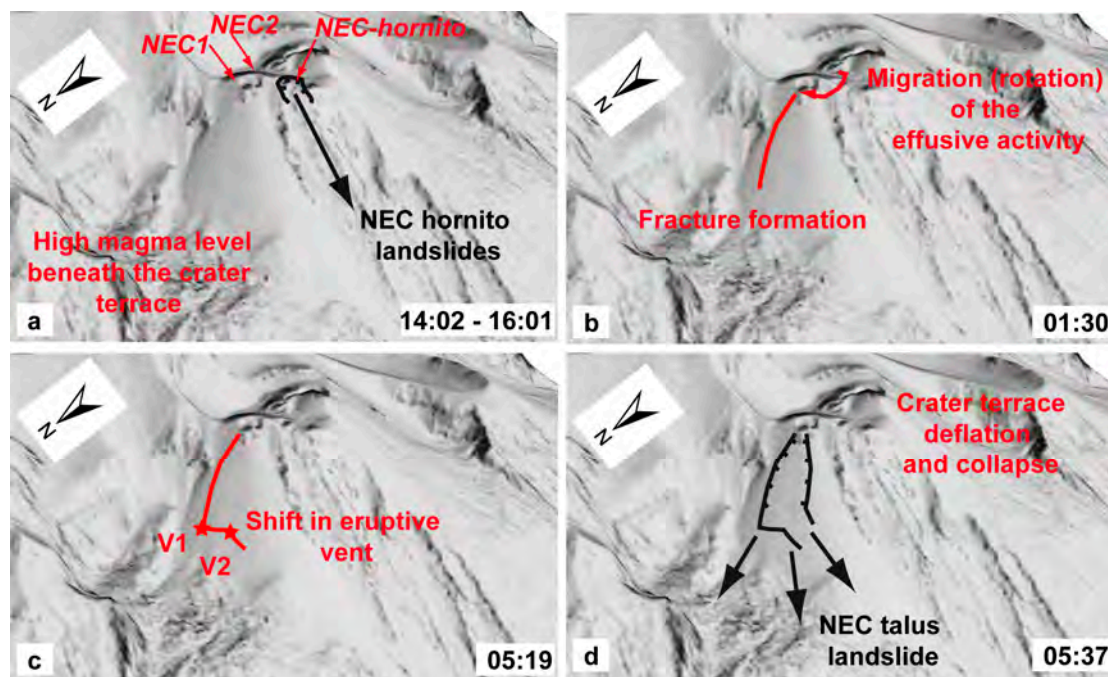 NEC1
NEC2
NEC-hornito
N
High magma level
beneath the crater
terrace
NEC hornito
landslides
a
14:02 - 16:01
N
Migration (rotation)
of the
effusive activity
Fracture formation
b
01:30
N
V1
V2
Shift in eruptive
vent
c
05:19
N
Crater terrace
deflation
and collapse
NEC talus
landslide
d
05:37